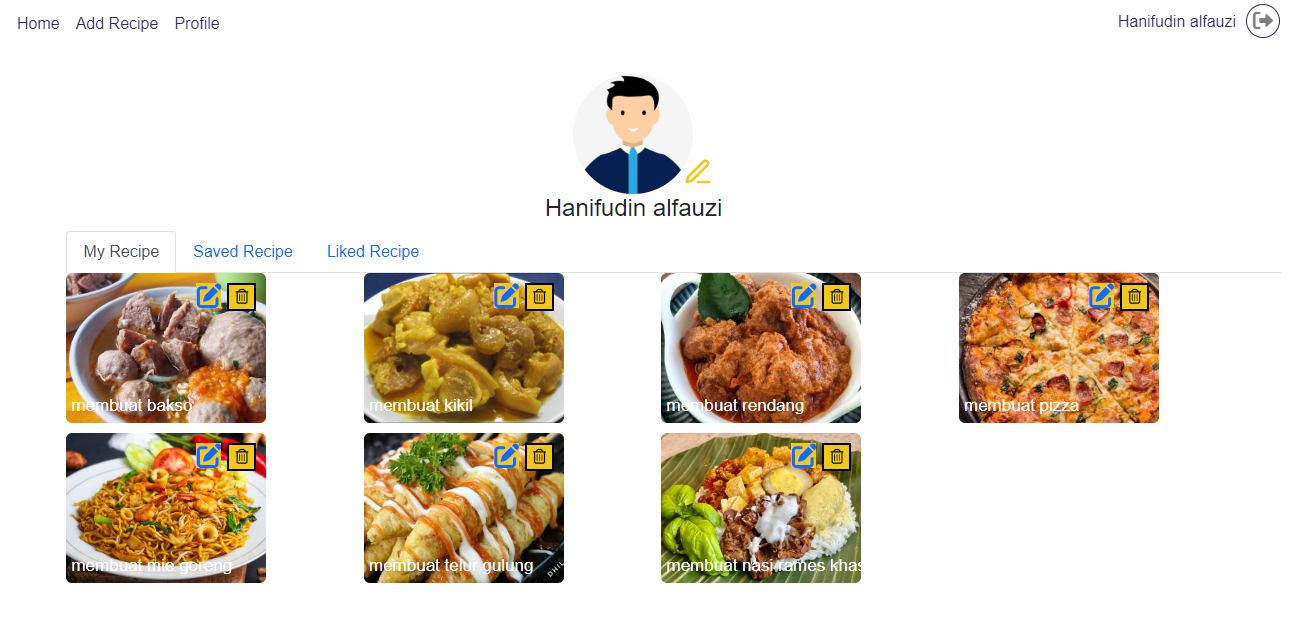 Home Add Recipe Profile Hanifudin alfauzi
Hanifudin alfauzi
My Recipe Saved Recipe Liked Recipe
membuat bakso membuat kikil membuat rendang membuat pizza
membuat mie goreng membuat telur gulung membuat nasi rames khas